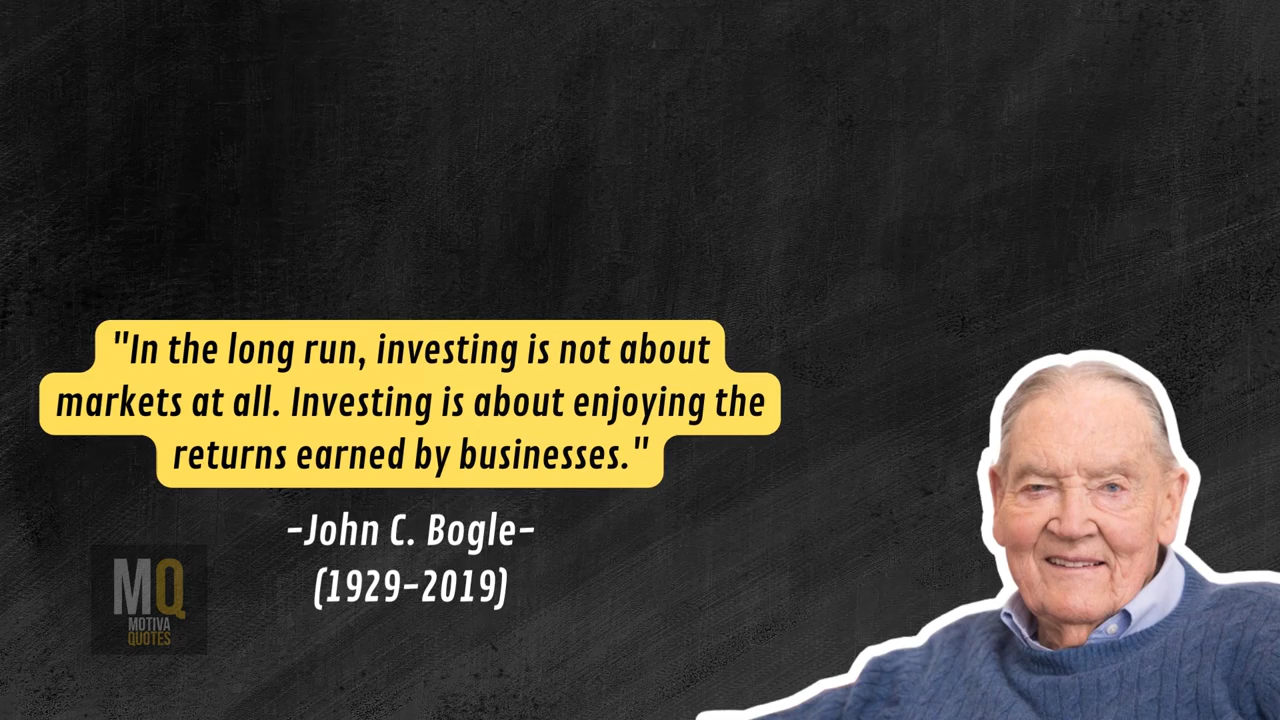 "In the long run, investing is not about
markets at all. Investing is about enjoying the
returns earned by businesses."
-John C. Bogle-
(1929-2019)
MQ
MOTIVA
QUOTES